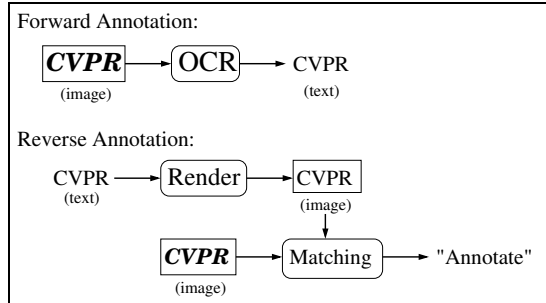 Forward Annotation:
CVPR OCR CVPR
(image) (text)
Reverse Annotation:
CVPR Render CVPR
(text) (image)
CVPR Matching "Annotate"
(image)